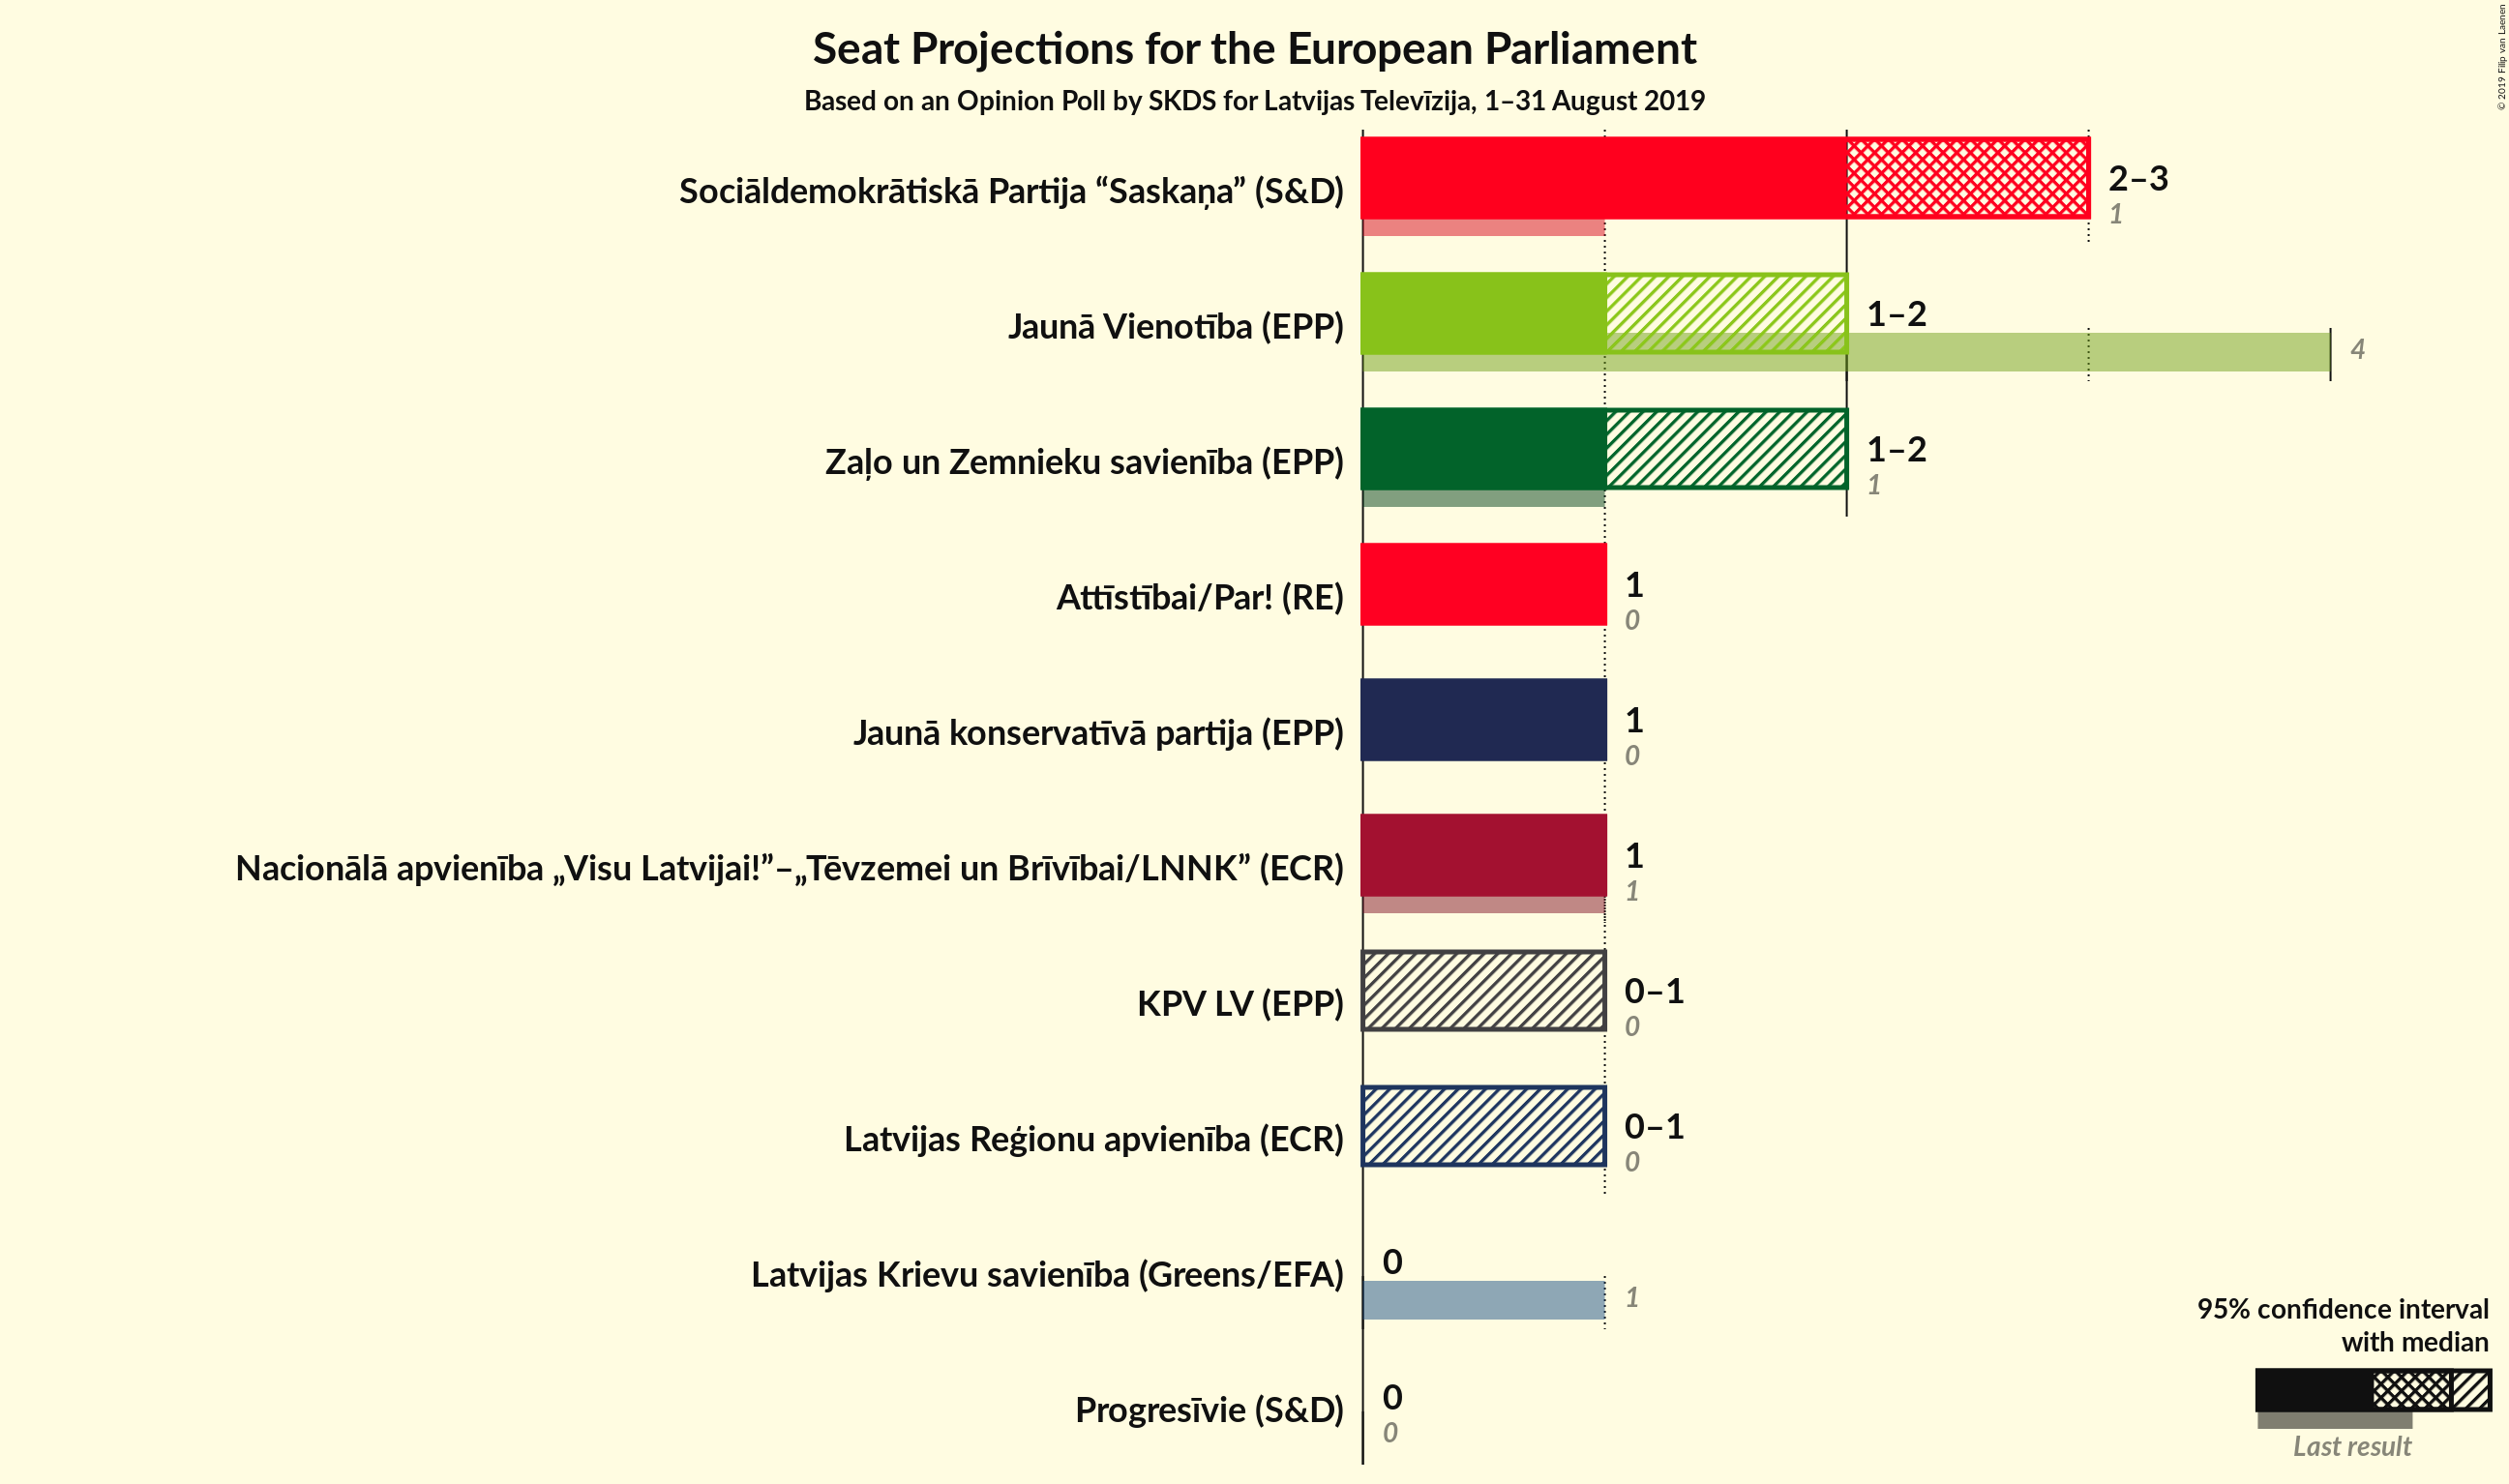 Seat Projections for the European Parliament
Based on an Opinion Poll by SKDS for Latvijas Televīzija, 1–31 August 2019
© 2019 Filip van Laenen
Sociāldemokrātiskā Partija “Saskaņa” (S&D)
2–3
1
Jaunā Vienotība (EPP)
1–2
4
Zaļo un Zemnieku savienība (EPP)
1–2
1
Attīstībai/Par! (RE)
1
0
Jaunā konservatīvā partija (EPP)
1
0
Nacionālā apvienība „Visu Latvijai!”–„Tēvzemei un Brīvībai/LNNK” (ECR)
1
1
KPV LV (EPP)
0–1
0
Latvijas Reģionu apvienība (ECR)
0–1
0
Latvijas Krievu savienība (Greens/EFA)
0
1
Progresīvie (S&D)
0
0
95% confidence interval
with median
Last result